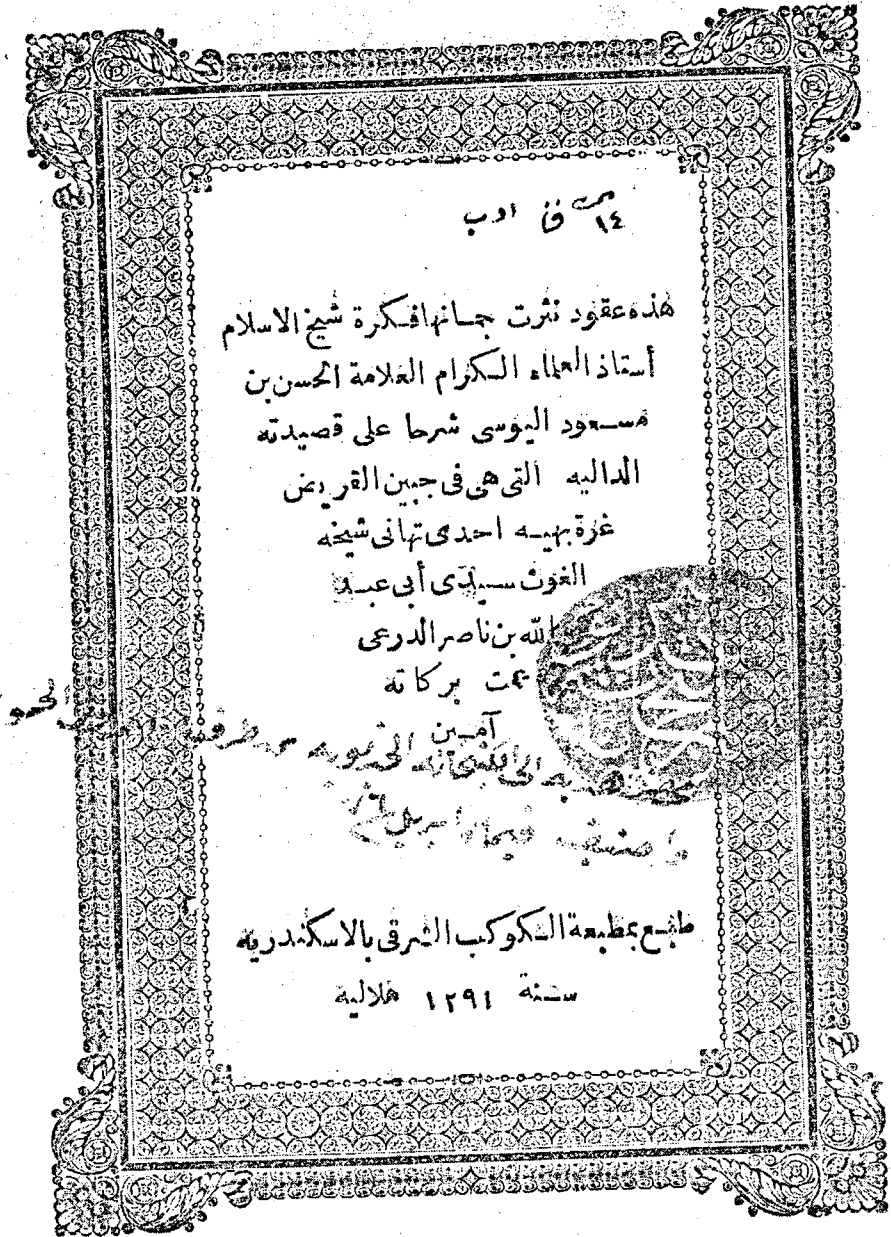 ١٤ ق ادب
هذه عقود نثرت جمانها فكرة شيخ الاسلام
أستاذ العلماء الكرام العلامة الحسن بن
مسعود اليوسى شرحا على قصيدته
الداليه التى هى فى جبين القريض
غرة بهيه احدى تهانى شيخه
الغوث سيدى أبى عبد
الله بن ناصر الدرعى
عمت بركاته
آمين
طبع بمطبعة الكوكب الشرقى بالاسكندريه
سنة ١٢٩١ هلالية